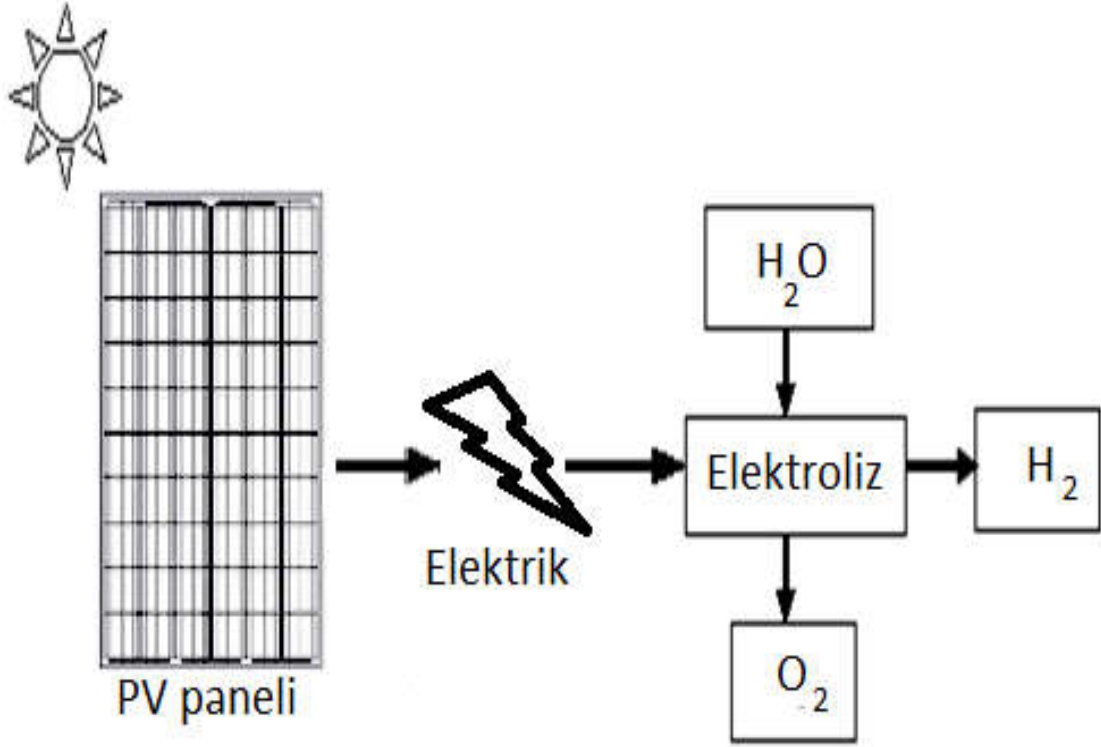 H₂O
Elektroliz
H₂
Elektrik
O₂
PV paneli